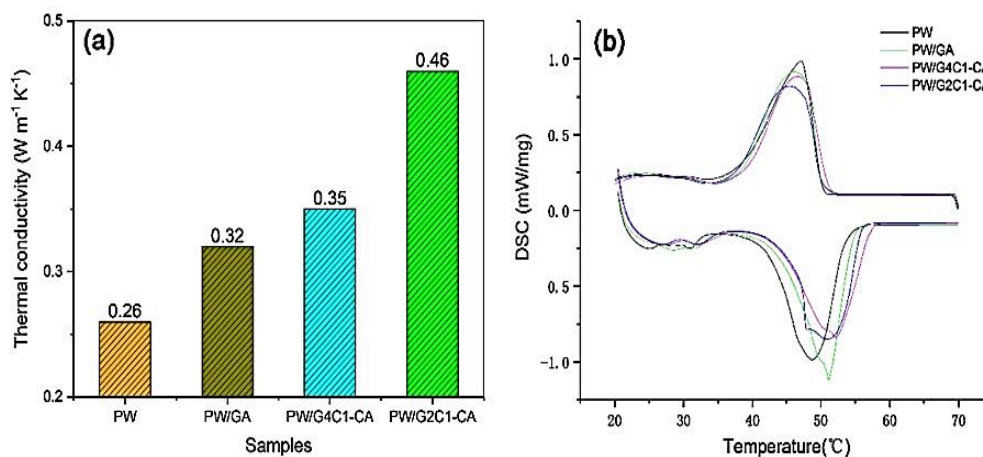 (a)
Thermal conductivity (W m⁻¹ K⁻¹)
0.5
0.4
0.3
0.2
0.26
0.32
0.35
0.46
PW
PW/GA
PW/G4C1-CA
PW/G2C1-CA
Samples
(b)
PW
PW/GA
PW/G4C1-CA
PW/G2C1-CA
DSC (mW/mg)
1.0
0.5
0.0
0.5
-1.0
20
30
40
50
60
70
Temperature(℃)